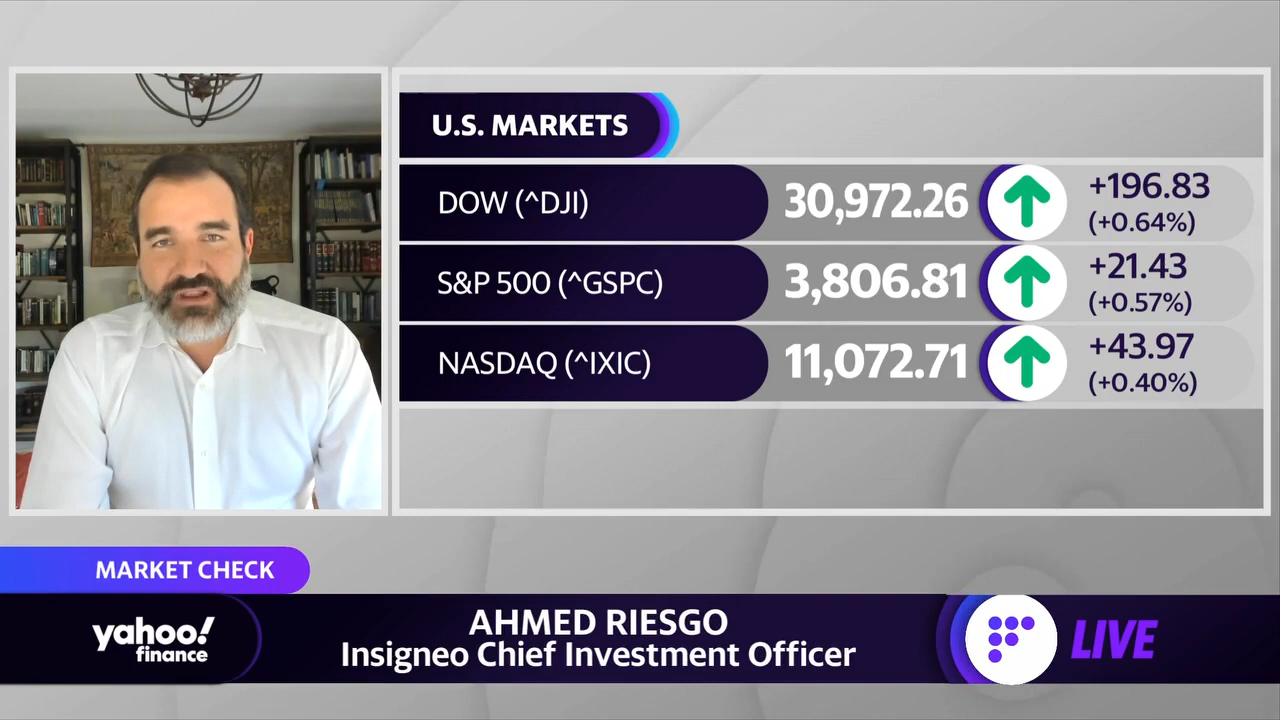 U.S. MARKETS
DOW (^DJI) 30,972.26 +196.83
(+0.64%)
S&P 500 (^GSPC) 3,806.81 +21.43
(+0.57%)
NASDAQ (^IXIC) 11,072.71 +43.97
(+0.40%)
MARKET CHECK
yahoo!
finance
AHMED RIESGO
Insigneo Chief Investment Officer
LIVE